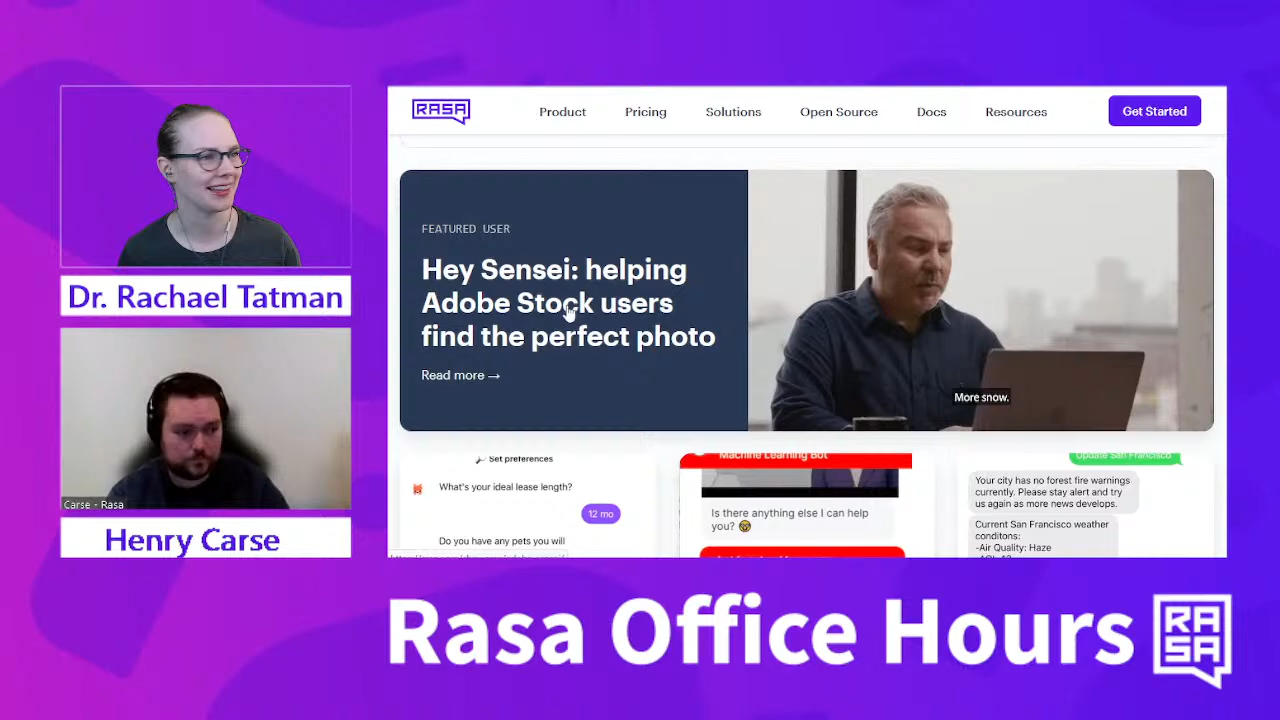 RASA
Product
Pricing
Solutions
Open Source
Docs
Resources
Get Started
FEATURED USER
Hey Sensei: helping
Adobe Stock users
find the perfect photo
Read more →
More snow.
Dr. Rachael Tatman
Carse - Rasa
Henry Carse
Set preferences
What's your ideal lease length?
12 mo
Do you have any pets you will
Machine Learning Bot
Is there anything else I can help
you?
Update San Francisco
Your city has no forest fire warnings
currently. Please stay alert and try
us again as more news develops.
Current San Francisco weather
conditons:
-Air Quality: Haze
Rasa Office Hours
RA
SA